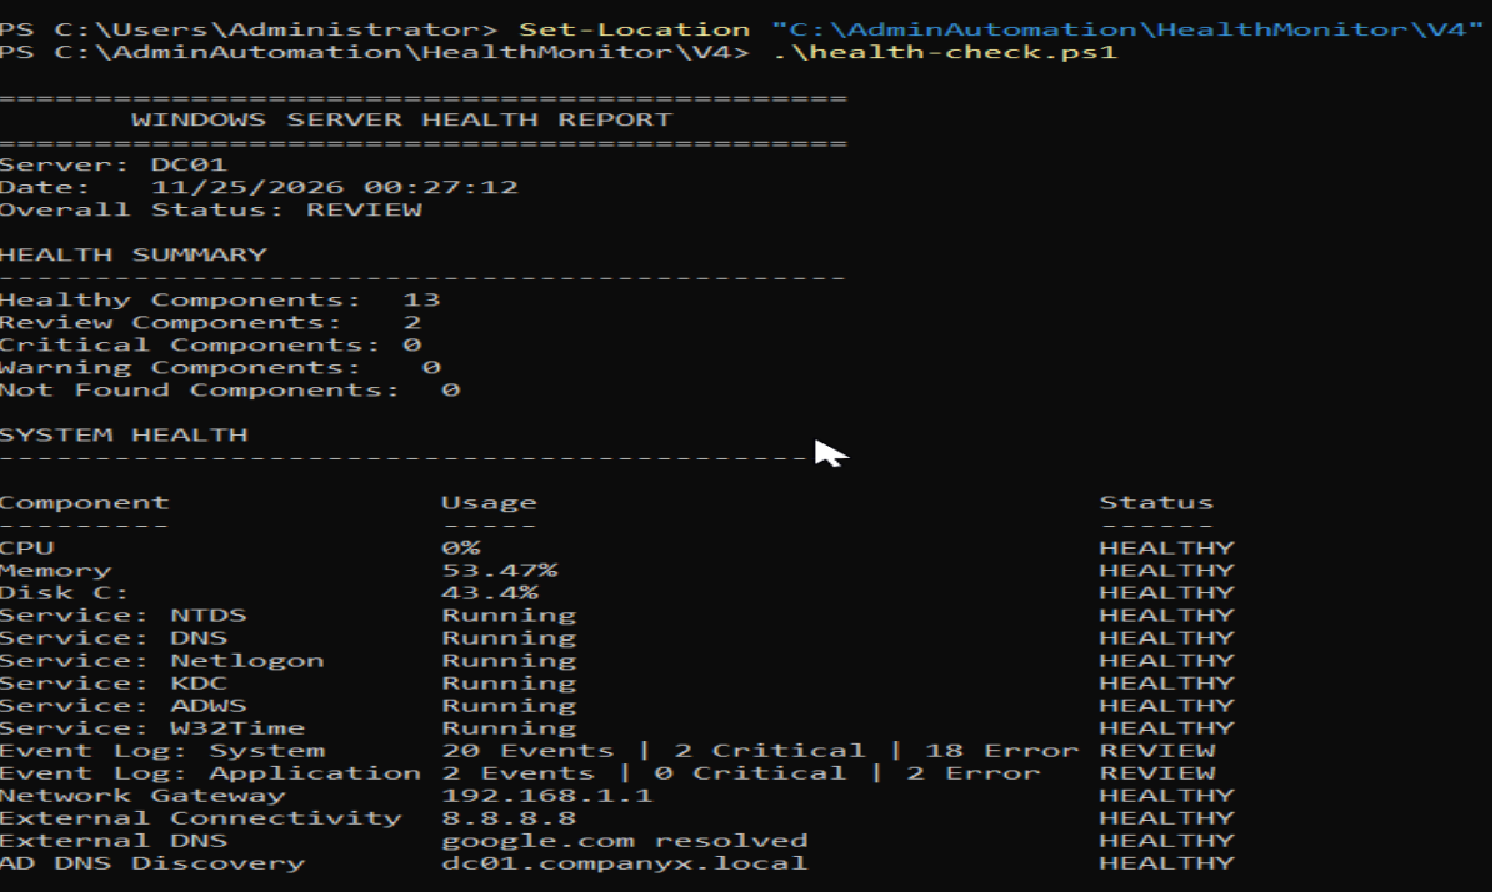 PS C:\Users\Administrator> Set-Location "C:\AdminAutomation\HealthMonitor\V4"
PS C:\AdminAutomation\HealthMonitor\V4> .\health-check.ps1
============================================
WINDOWS SERVER HEALTH REPORT
============================================
Server: DC01
Date:   11/25/2026 00:27:12
Overall Status: REVIEW
HEALTH SUMMARY
--------------------------------------------
Healthy Components:  13
Review Components:   2
Critical Components: 0
Warning Components:   0
Not Found Components:  0
SYSTEM HEALTH
--------------------------------------------
Component              Usage                              Status
---------              -----                              ------
CPU                    0%                                 HEALTHY
Memory                 53.47%                             HEALTHY
Disk C:                43.4%                              HEALTHY
Service: NTDS          Running                            HEALTHY
Service: DNS           Running                            HEALTHY
Service: Netlogon      Running                            HEALTHY
Service: KDC           Running                            HEALTHY
Service: ADWS          Running                            HEALTHY
Service: W32Time       Running                            HEALTHY
Event Log: System      20 Events | 2 Critical | 18 Error REVIEW
Event Log: Application 2 Events | 0 Critical | 2 Error   REVIEW
Network Gateway        192.168.1.1                        HEALTHY
External Connectivity  8.8.8.8                            HEALTHY
External DNS           google.com resolved                HEALTHY
AD DNS Discovery       dc01.companyx.local                HEALTHY